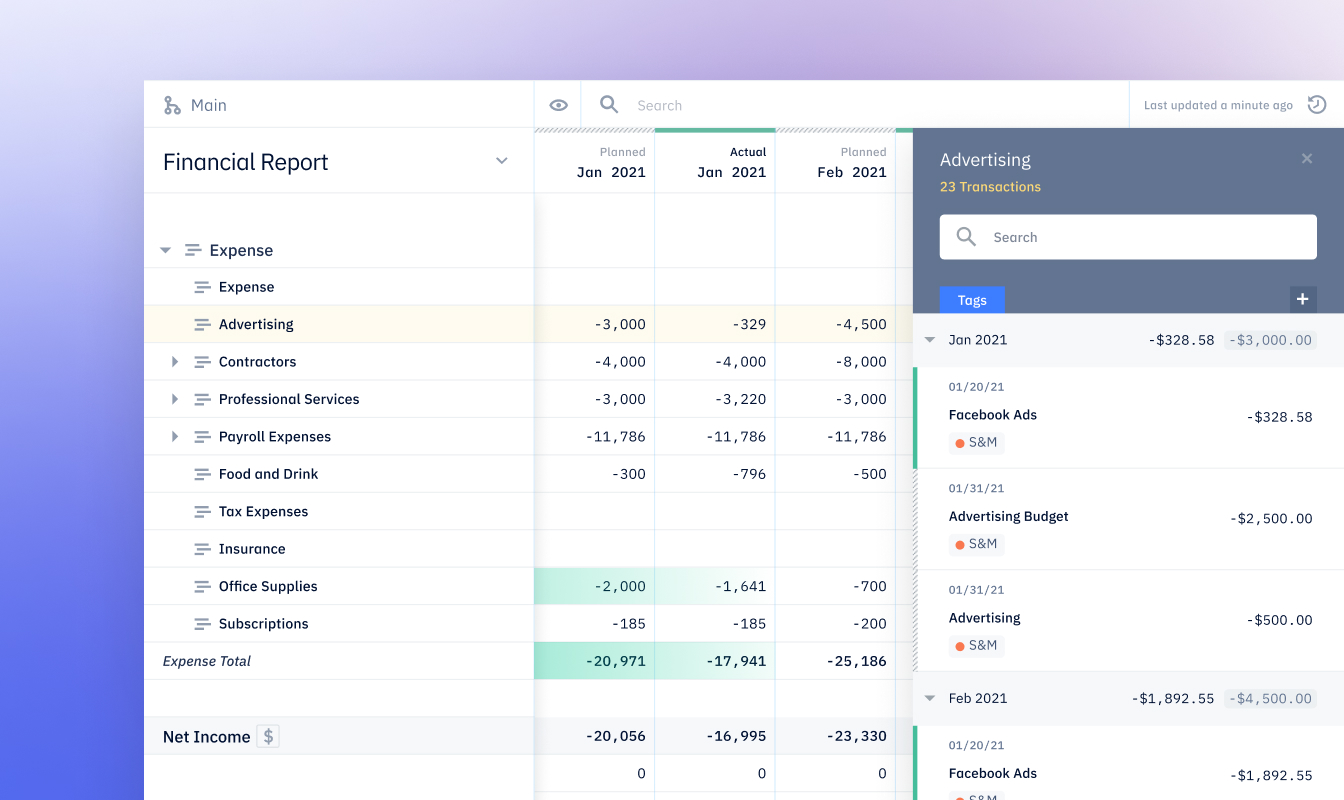 Main
Search
Last updated a minute ago
Financial Report
Planned Actual Planned
Jan 2021 Jan 2021 Feb 2021
Expense
Expense
Advertising -3,000 -329 -4,500
Contractors -4,000 -4,000 -8,000
Professional Services -3,000 -3,220 -3,000
Payroll Expenses -11,786 -11,786 -11,786
Food and Drink -300 -796 -500
Tax Expenses
Insurance
Office Supplies -2,000 -1,641 -700
Subscriptions -185 -185 -200
Expense Total -20,971 -17,941 -25,186
Net Income $ -20,056 -16,995 -23,330
0 0 0
Advertising
23 Transactions
Search
Tags +
Jan 2021 -$328.58 -$3,000.00
01/20/21
Facebook Ads -$328.58
S&M
01/31/21
Advertising Budget -$2,500.00
S&M
01/31/21
Advertising -$500.00
S&M
Feb 2021 -$1,892.55 -$4,500.00
01/20/21
Facebook Ads -$1,892.55
S&M